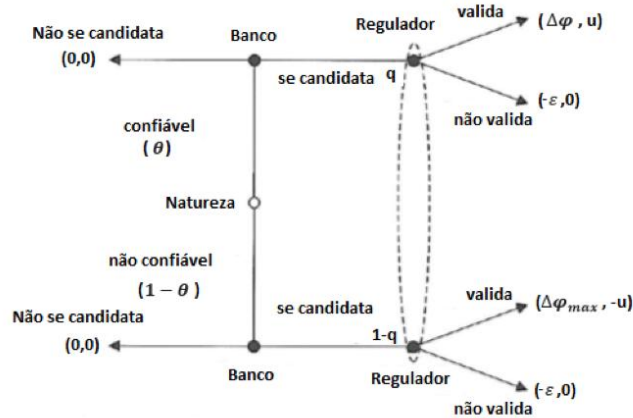 Não se candidata
(0,0)
Banco
Regulador
valida
(Δφ , u)
se candidata
q
(-ε,0)
não valida
confiável
(θ)
Natureza
não confiável
(1 − θ)
Não se candidata
(0,0)
Banco
se candidata
1-q
Regulador
valida
(Δφmax , -u)
(-ε,0)
não valida